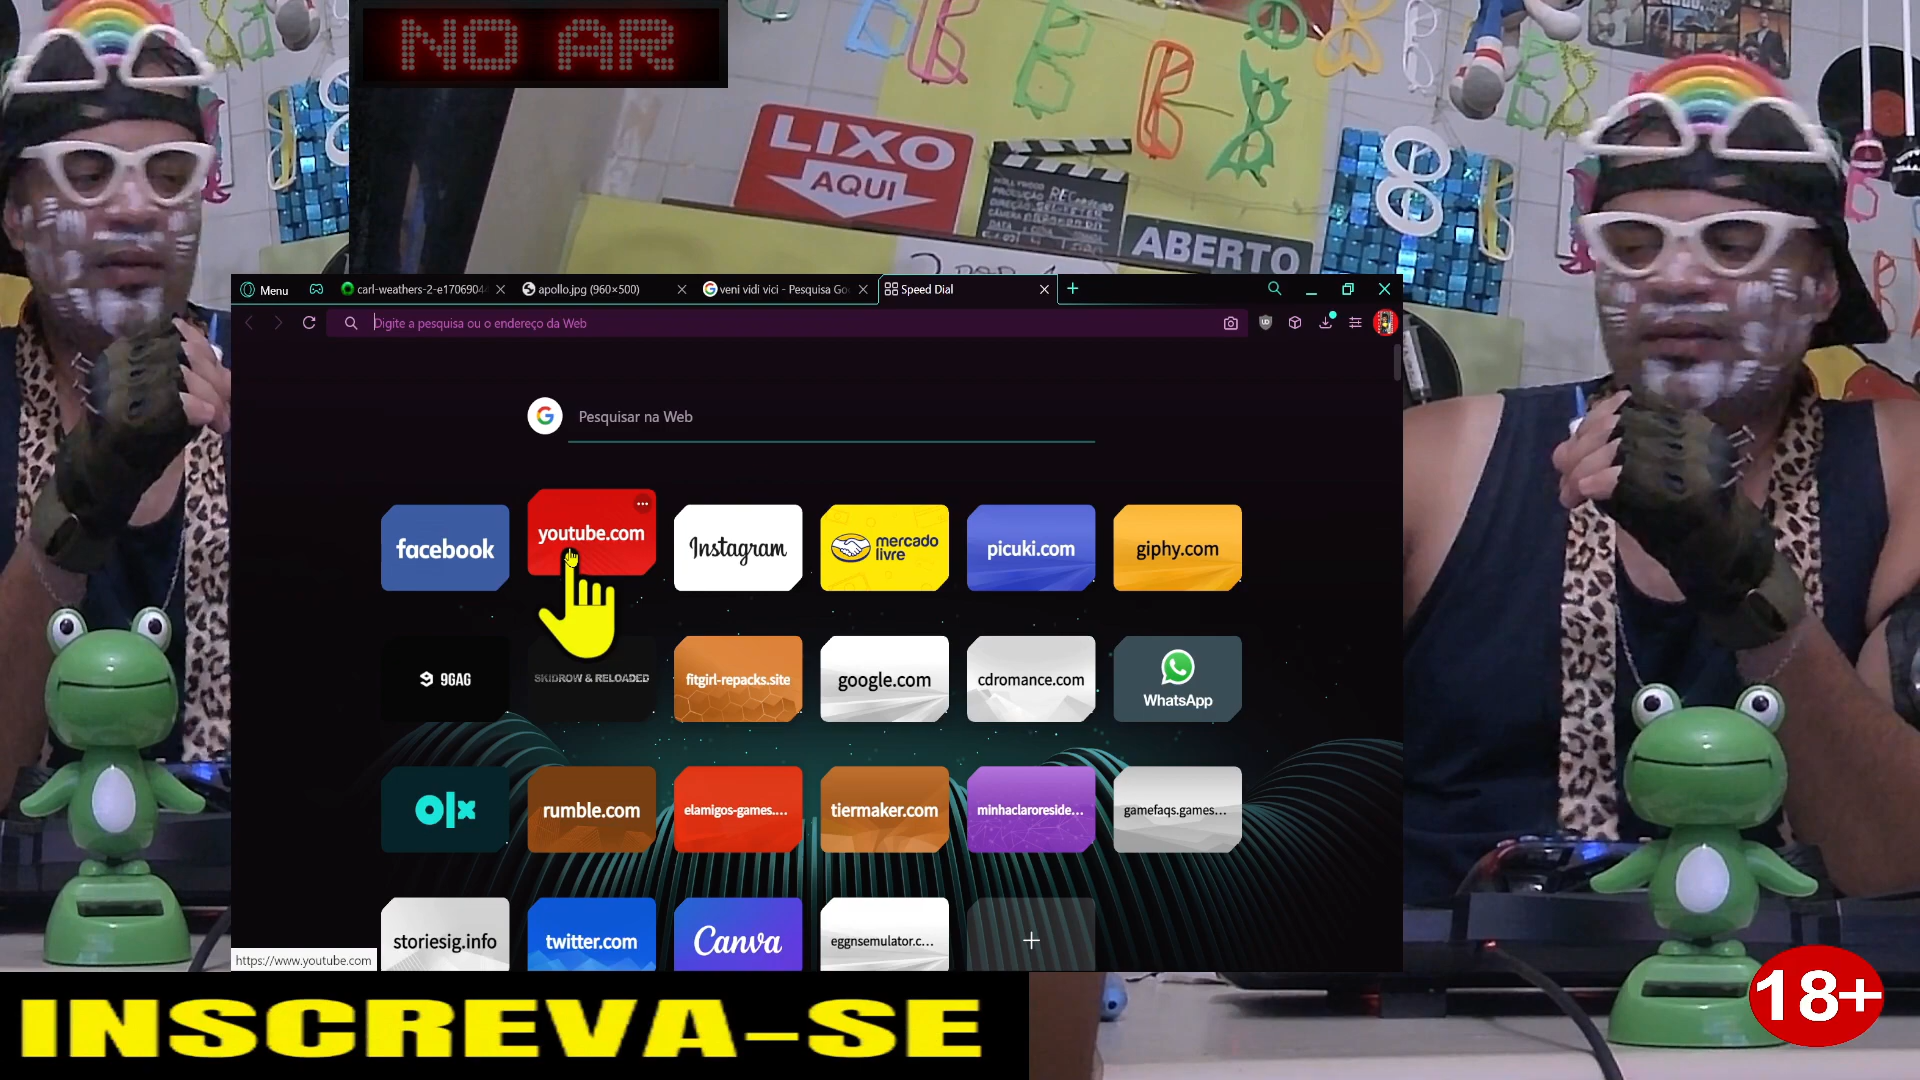 NO AR
LIXO
AQUI
ABERTO
Menu
carl-weathers-2-e1706904
apollo.jpg (960×500)
veni vidi vici - Pesquisa Go
Speed Dial
Digite a pesquisa ou o endereço da Web
Pesquisar na Web
facebook
youtube.com
Instagram
mercado
livre
picuki.com
giphy.com
9GAG
SKIDROW & RELOADED
fitgirl-repacks.site
google.com
cdromance.com
WhatsApp
olx
rumble.com
elamigos-games....
tiermaker.com
minhaclaroreside...
gamefaqs.games...
storiesig.info
twitter.com
Canva
eggnsemulator.c...
https://www.youtube.com
INSCREVA-SE
18+